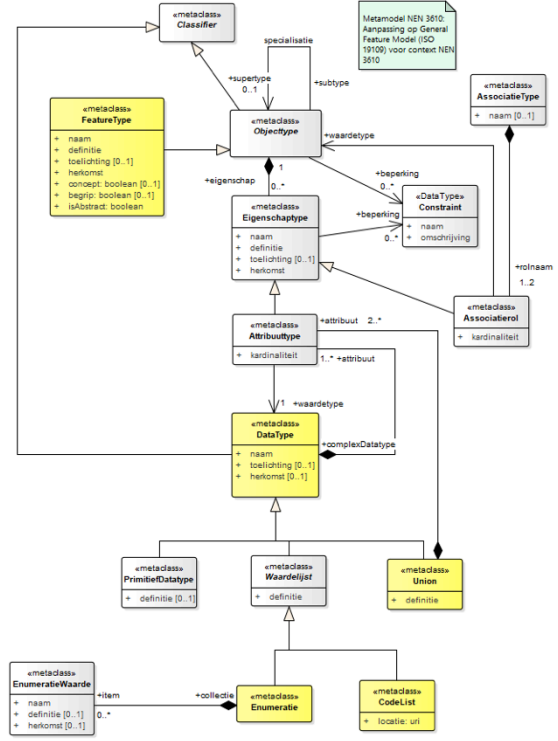 «metaclass»
Classifier
specialisatie
Metamodel NEN 3610:
Aanpassing op General
Feature Model (ISO
19109) voor context NEN
3610
+supertype
0..1
+subtype
«metaclass»
FeatureType
+ naam
+ definitie
+ toelichting [0..1]
+ herkomst
+ concept: boolean [0..1]
+ begrip: boolean [0..1]
+ isAbstract: boolean
«metaclass»
Objecttype
«metaclass»
AssociatieType
+ naam [0..1]
+waardetype
1
+eigenschap
0..*
+beperking
0..*
«metaclass»
Eigenschaptype
+ naam
+ definitie
+ toelichting [0..1]
+ herkomst
+beperking
0..*
«DataType»
Constraint
+ naam
+ omschrijving
+rolnaam
1..2
«metaclass»
Associatierol
+ kardinaliteit
«metaclass»
Attribuuttype
+ kardinaliteit
+attribuut 2..*
1..* +attribuut
1 +waardetype
«metaclass»
DataType
+ naam
+ toelichting [0..1]
+ herkomst [0..1]
+complexDatatype
«metaclass»
PrimitiefDatatype
+ definitie [0..1]
«metaclass»
Waardelijst
+ definitie
«metaclass»
Union
+ definitie
«metaclass»
EnumeratieWaarde
+ naam
+ definitie [0..1]
+ herkomst [0..1]
+item
0..*
+collectie
«metaclass»
Enumeratie
«metaclass»
CodeList
+ locatie: uri